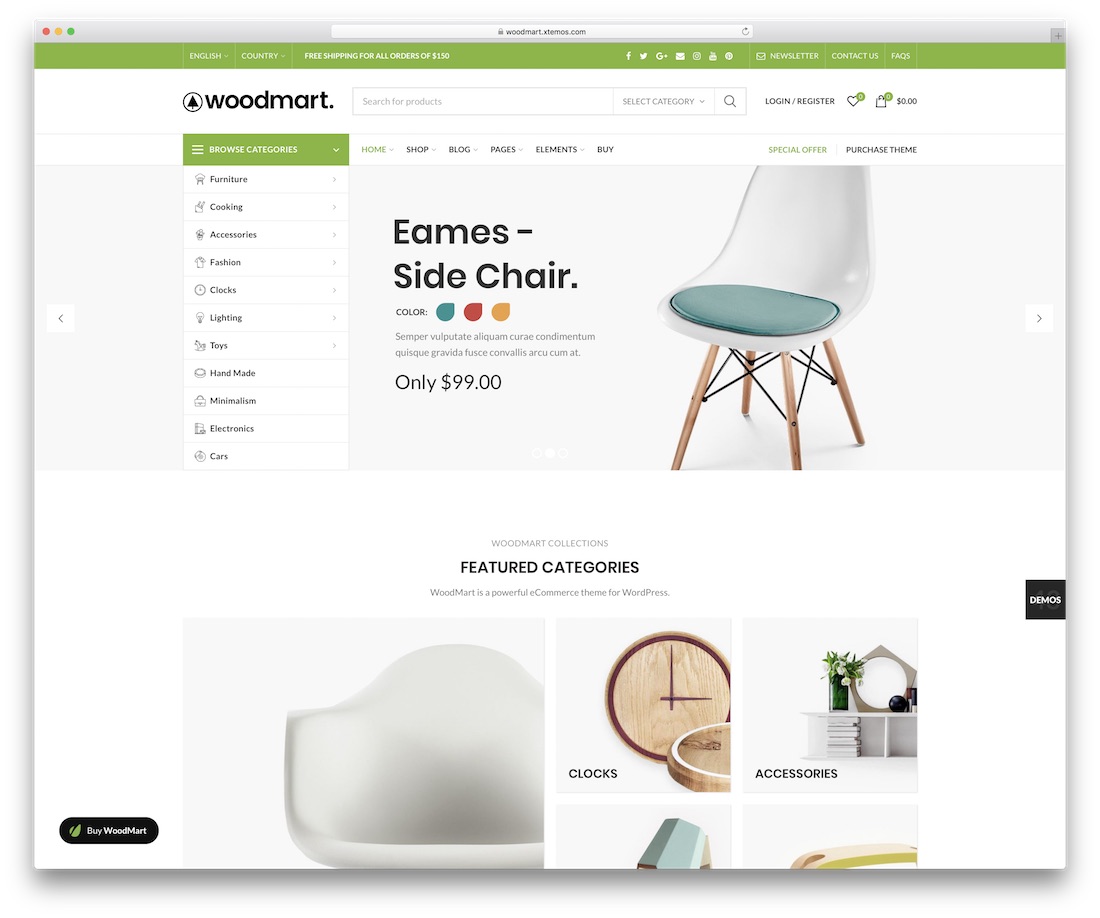 woodmart.xtemos.com
ENGLISH COUNTRY FREE SHIPPING FOR ALL ORDERS OF $150 NEWSLETTER CONTACT US FAQS
woodmart. Search for products SELECT CATEGORY LOGIN / REGISTER 0 0 $0.00
BROWSE CATEGORIES HOME SHOP BLOG PAGES ELEMENTS BUY SPECIAL OFFER PURCHASE THEME
Furniture
Cooking
Accessories
Fashion
Clocks
Lighting
Toys
Hand Made
Minimalism
Electronics
Cars
Eames -
Side Chair.
COLOR:
Semper vulputate aliquam curae condimentum
quisque gravida fusce convallis arcu cum at.
Only $99.00
WOODMART COLLECTIONS
FEATURED CATEGORIES
WoodMart is a powerful eCommerce theme for WordPress.
DEMOS
CLOCKS
ACCESSORIES
Buy WoodMart